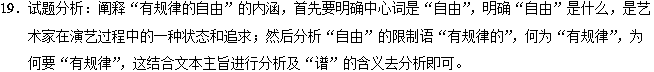 19. 试题分析：阐释“有规律的自由”的内涵，首先要明确中心词是“自由”，明确“自由”是什么，是艺
术家在演艺过程中的一种状态和追求；然后分析“自由”的限制语“有规律的”，何为“有规律”，为
何要“有规律”，这结合文本主旨进行分析及“谱”的含义去分析即可。